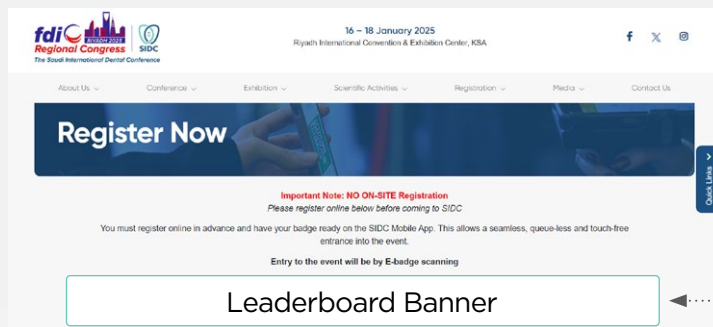 fdi
RIYADH 2025
Regional Congress
SIDC
The Saudi International Dental Conference
16 – 18 January 2025
Riyadh International Convention & Exhibition Center, KSA
About Us
Conference
Exhibition
Scientific Activities
Registration
Media
Contact Us
Register Now
Quick Links
Important Note: NO ON-SITE Registration
Please register online below before coming to SIDC
You must register online in advance and have your badge ready on the SIDC Mobile App. This allows a seamless, queue-less and touch-free
entrance into the event.
Entry to the event will be by E-badge scanning
Leaderboard Banner